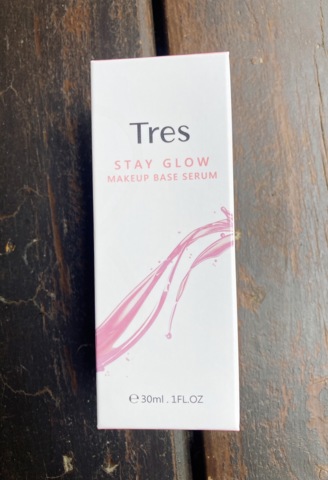 Tres
STAY GLOW
MAKEUP BASE SERUM
℮30ml . 1FL.OZ